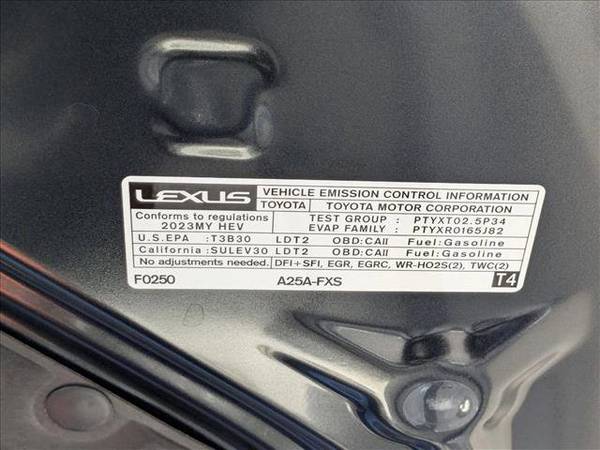 LEXUS VEHICLE EMISSION CONTROL INFORMATION
TOYOTA TOYOTA MOTOR CORPORATION
Conforms to regulations
2023MY HEV
TEST GROUP : PTYXT02.5P34
EVAP FAMILY : PTYXR0165J82
U.S.EPA :T3B30 LDT2 OBD:CAII Fuel:Gasoline
California :SULEV30 LDT2 OBD:CAII Fuel:Gasoline
No adjustments needed. DFI+SFI, EGR, EGRC, WR-HO2S(2), TWC(2)
F0250 A25A-FXS T4